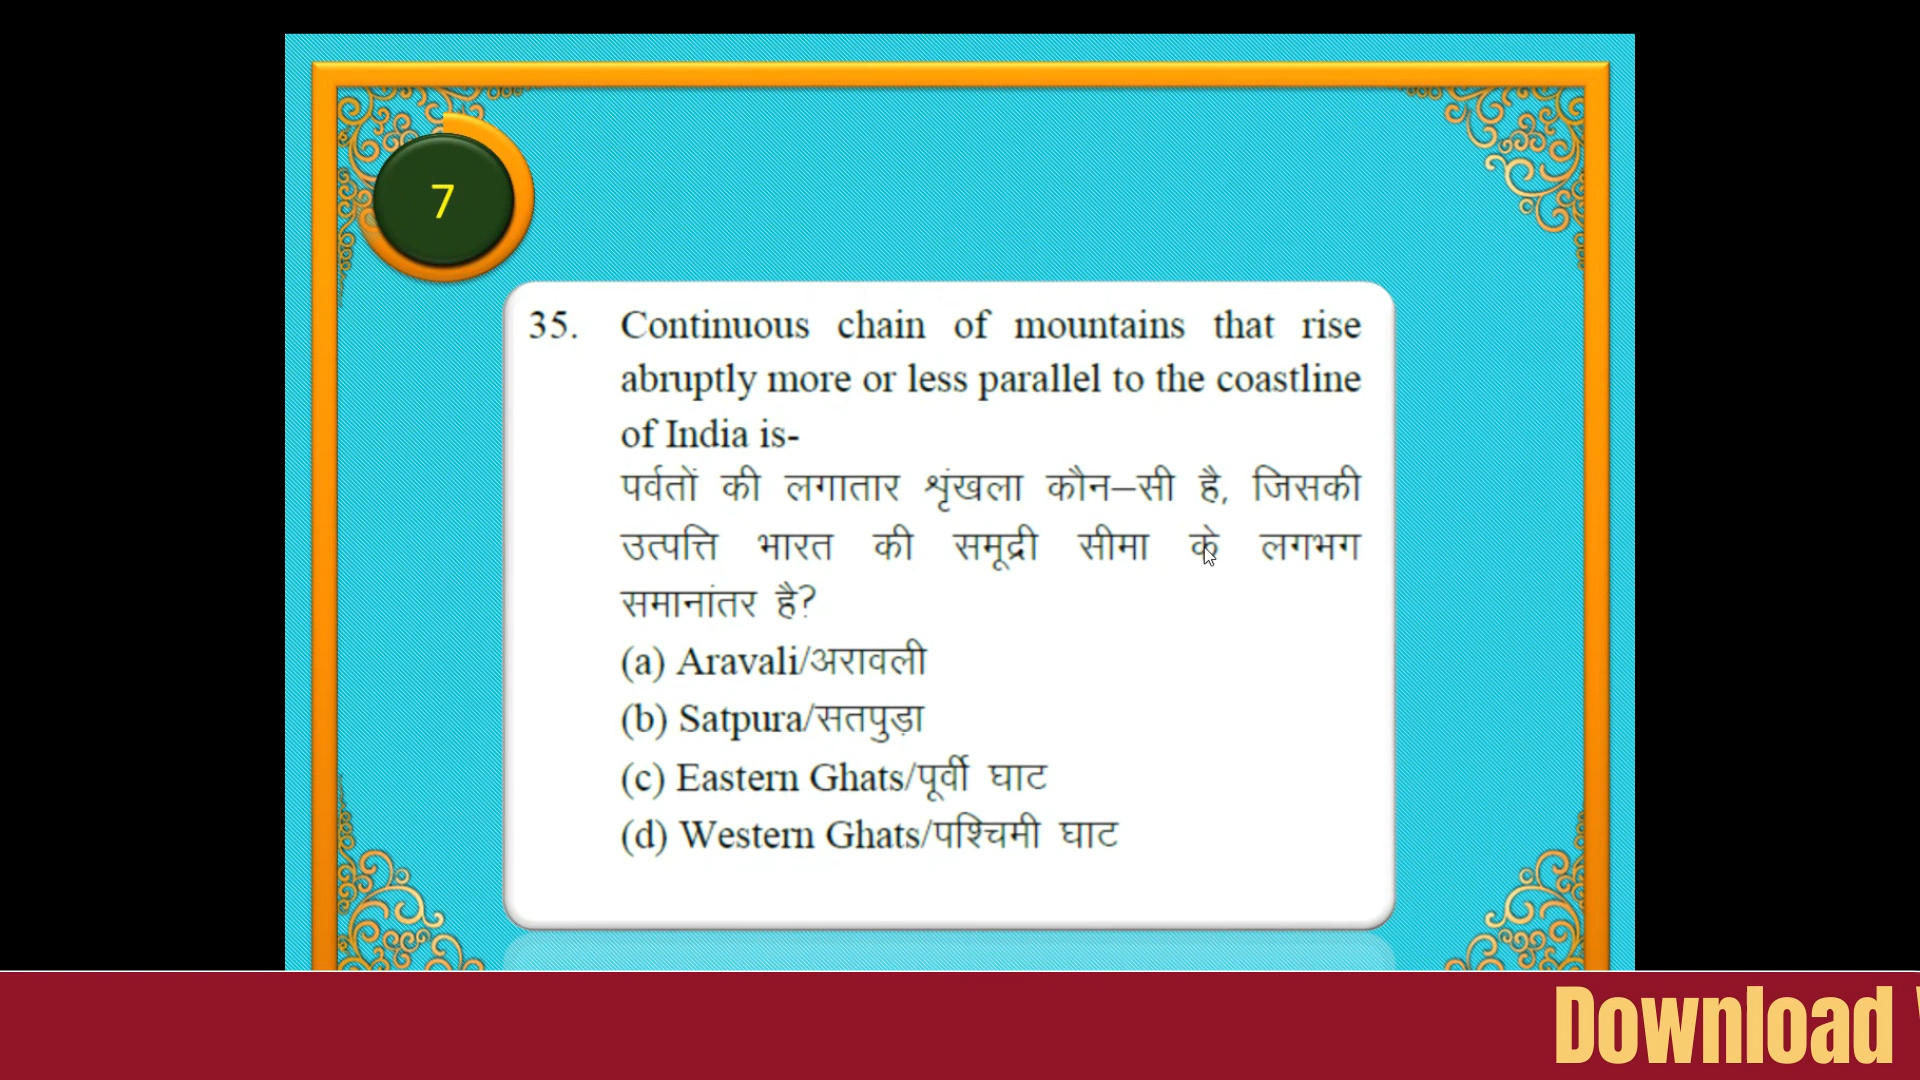 7
35. Continuous chain of mountains that rise
abruptly more or less parallel to the coastline
of India is-
पर्वतों की लगातार शृंखला कौन–सी है, जिसकी
उत्पत्ति भारत की समूद्री सीमा के लगभग
समानांतर है?
(a) Aravali/अरावली
(b) Satpura/सतपुड़ा
(c) Eastern Ghats/पूर्वी घाट
(d) Western Ghats/पश्चिमी घाट
Download